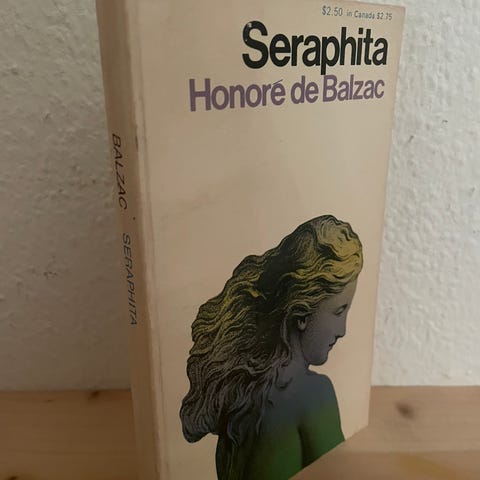 $2.50 in Canada $2.75
Seraphita
Honoré de Balzac
BALZAC · SERAPHITA